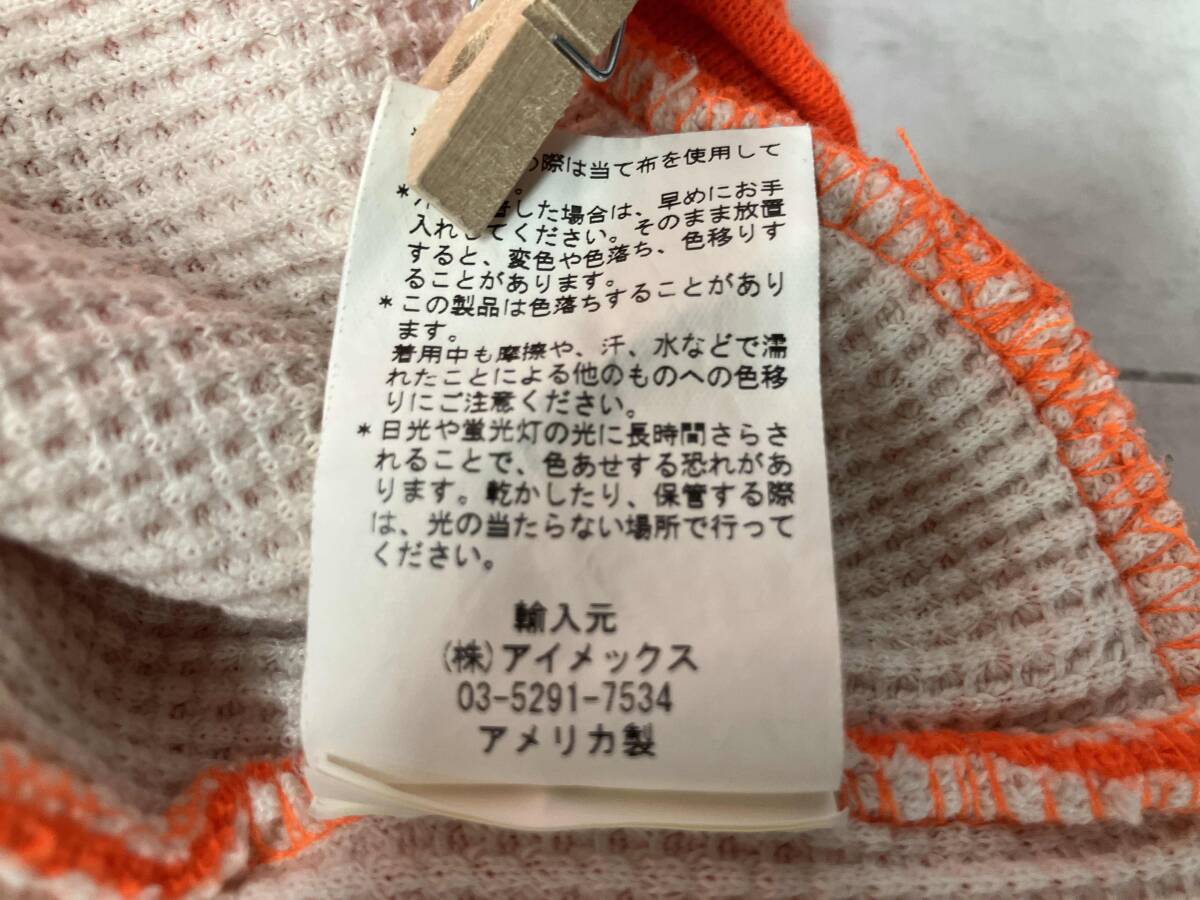 の際は当て布を使用して
*
。
した場合は、早めにお手
入れしてください。そのまま放置
すると、変色や色落ち、色移りす
ることがあります。
*この製品は色落ちすることがあり
ます。
着用中も摩擦や、汗、水などで濡
れたことによる他のものへの色移
りにご注意ください。
*日光や蛍光灯の光に長時間さらさ
れることで、色あせする恐れがあ
ります。乾かしたり、保管する際
は、光の当たらない場所で行って
ください。
輸入元
(株)アイメックス
03-5291-7534
アメリカ製